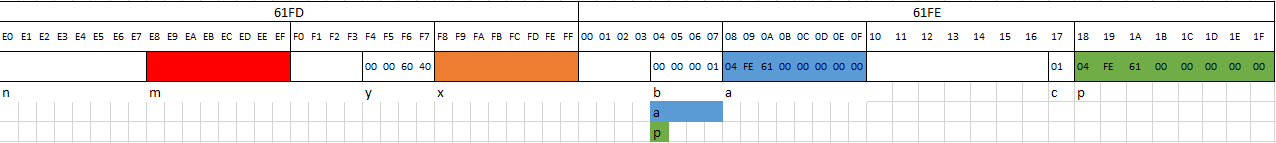 61FD 61FE
E0 E1 E2 E3 E4 E5 E6 E7 E8 E9 EA EB EC ED EE EF F0 F1 F2 F3 F4 F5 F6 F7 F8 F9 FA FB FC FD FE FF 00 01 02 03 04 05 06 07 08 09 0A 0B 0C 0D 0E 0F 10 11 12 13 14 15 16 17 18 19 1A 1B 1C 1D 1E 1F
00 00 60 40 00 00 00 01 04 FE 61 00 00 00 00 00 01 04 FE 61 00 00 00 00 00
n m y x b a c p
a
p